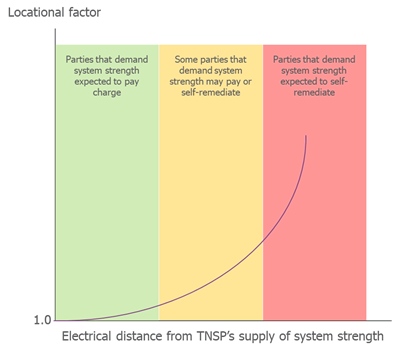 Locational factor
Parties that demand
system strength
expected to pay
charge
Some parties that
demand system
strength may pay or
self-remediate
Parties that demand
system strength
expected to self-
remediate
1.0
Electrical distance from TNSP's supply of system strength